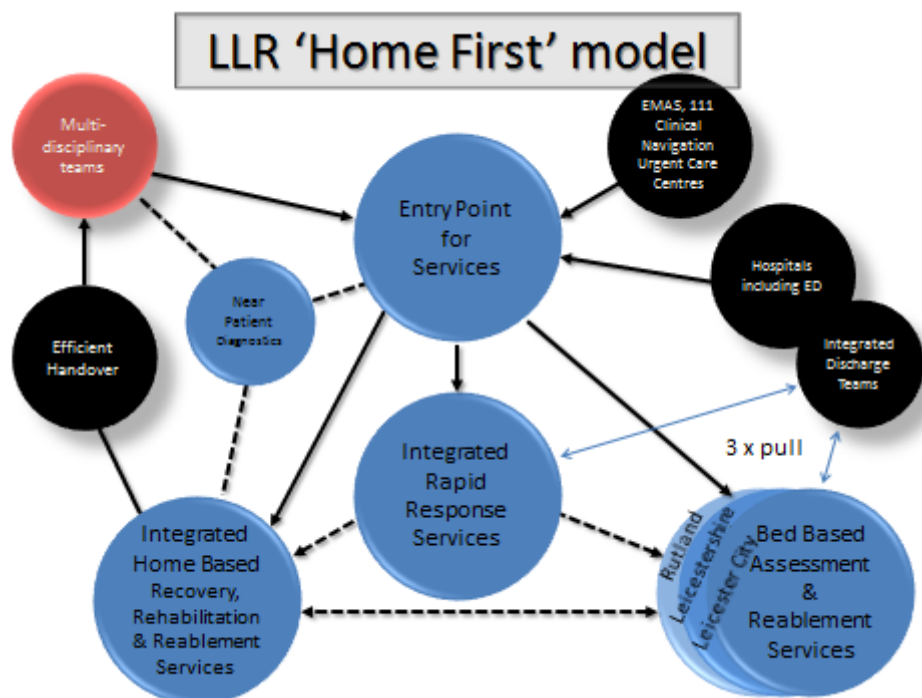 LLR ‘Home First’ model
Multi-
disciplinary
teams
EMAS, 111
Clinical
Navigation
Urgent Care
Centres
Entry Point
for
Services
Hospitals
including ED
Near
Patient
Diagnostics
Efficient
Handover
Integrated
Discharge
Teams
3 x pull
Integrated
Rapid
Response
Services
Integrated
Home Based
Recovery,
Rehabilitation
& Reablement
Services
Rutland
Leicestershire
Leicester City
Bed Based
Assessment
&
Reablement
Services